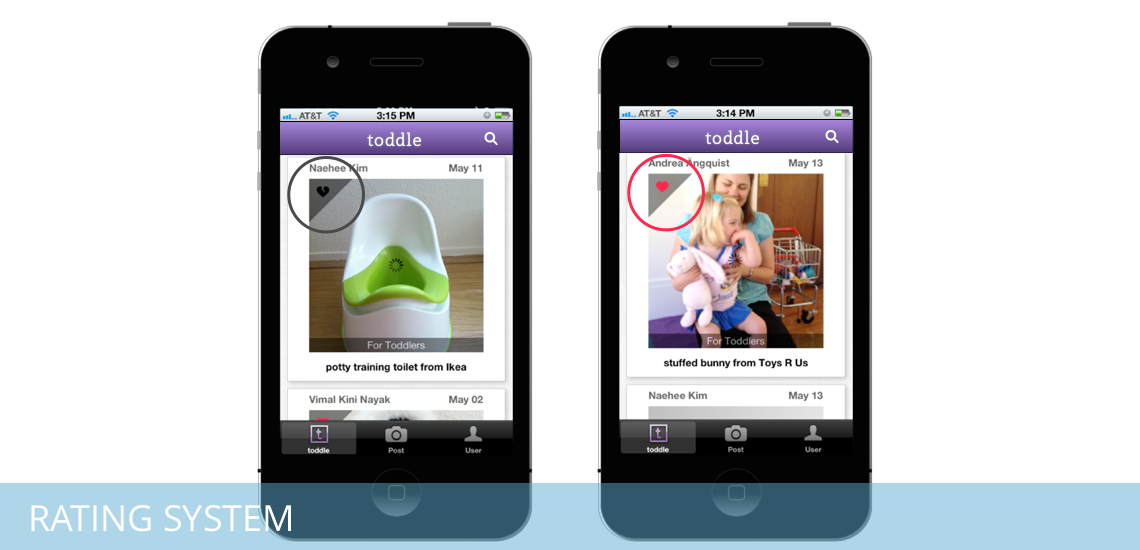 AT&T 3:15 PM
toddle
Naehee Kim May 11
For Toddlers
potty training toilet from Ikea
Vimal Kini Nayak May 02
t
toddle Post User
AT&T 3:14 PM
toddle
Andrea Angquist May 13
For Toddlers
stuffed bunny from Toys R Us
Naehee Kim May 13
t
toddle Post User
RATING SYSTEM